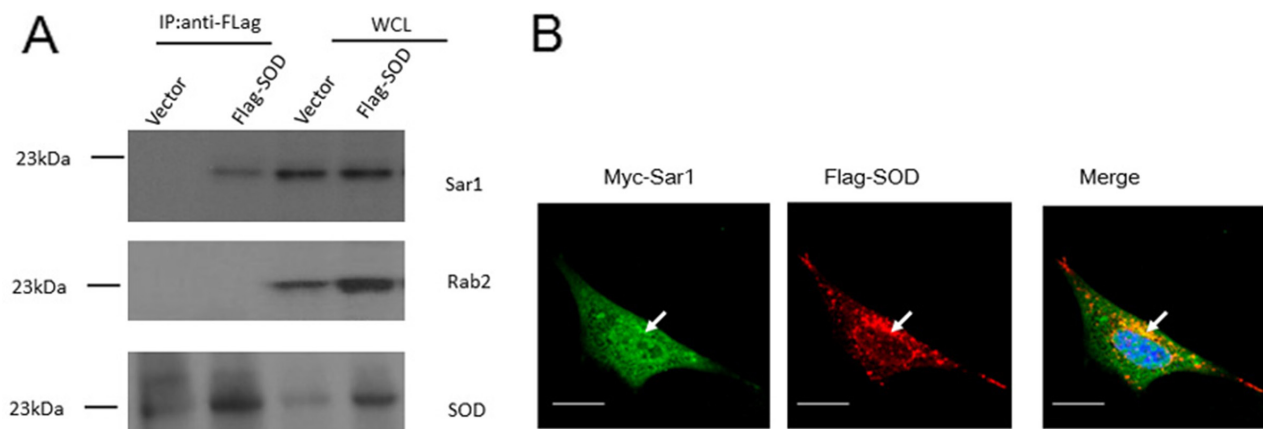 A
IP:anti-FLag
WCL
Vector
Flag-SOD
Vector
Flag-SOD
23kDa
Sar1
23kDa
Rab2
23kDa
SOD
B
Myc-Sar1
Flag-SOD
Merge